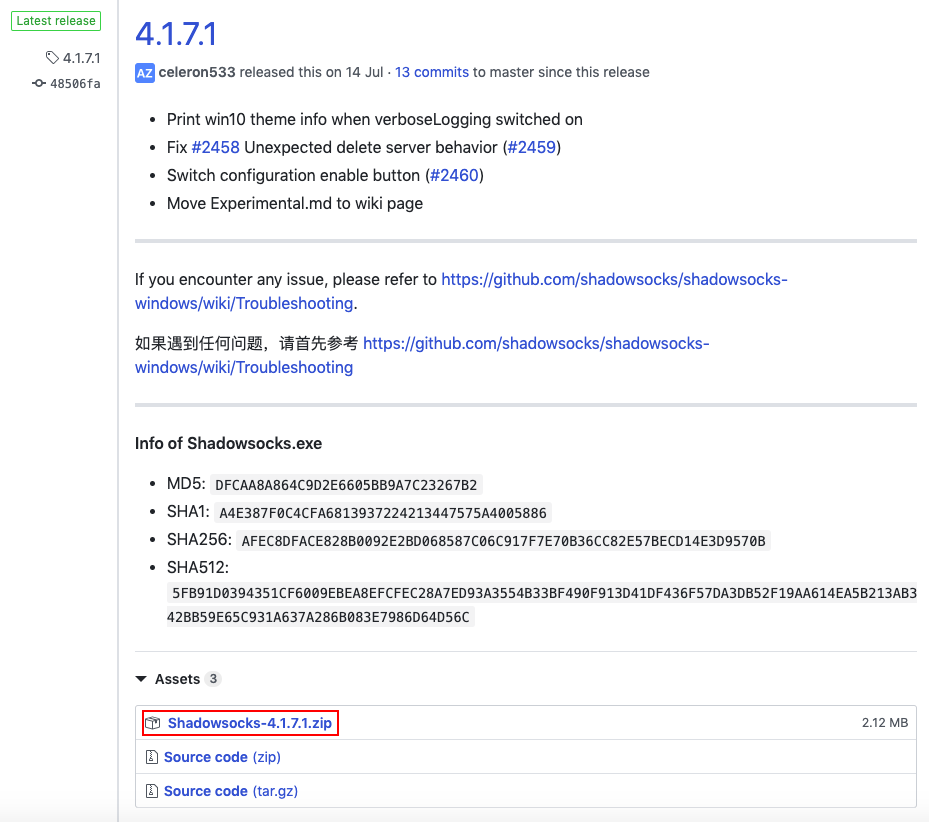 Latest release
4.1.7.1
48506fa
4.1.7.1
AZ celeron533 released this on 14 Jul · 13 commits to master since this release
• Print win10 theme info when verboseLogging switched on
• Fix #2458 Unexpected delete server behavior (#2459)
• Switch configuration enable button (#2460)
• Move Experimental.md to wiki page
If you encounter any issue, please refer to https://github.com/shadowsocks/shadowsocks-
windows/wiki/Troubleshooting.
如果遇到任何问题，请首先参考 https://github.com/shadowsocks/shadowsocks-
windows/wiki/Troubleshooting
Info of Shadowsocks.exe
• MD5: DFCAA8A864C9D2E6605BB9A7C23267B2
• SHA1: A4E387F0C4CFA6813937224213447575A4005886
• SHA256: AFEC8DFACE828B0092E2BD068587C06C917F7E70B36CC82E57BECD14E3D9570B
• SHA512:
5FB91D0394351CF6009EBEA8EFCFEC28A7ED93A3554B33BF490F913D41DF436F57DA3DB52F19AA614EA5B213AB3
42BB59E65C931A637A286B083E7986D64D56C
Assets 3
Shadowsocks-4.1.7.1.zip 2.12 MB
Source code (zip)
Source code (tar.gz)